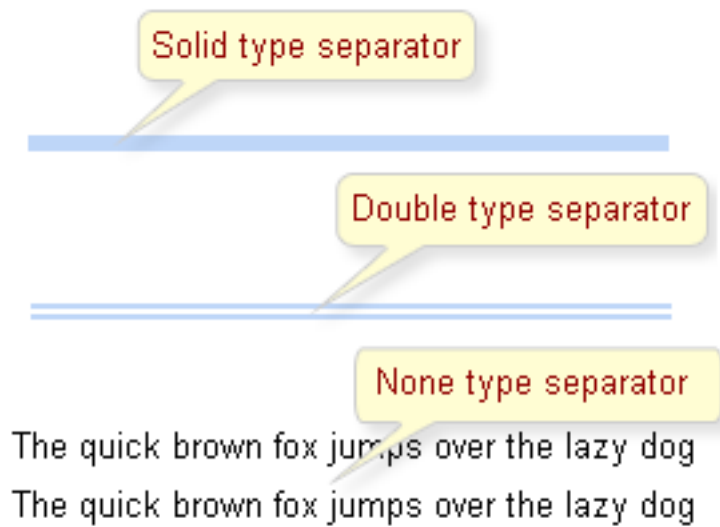 Solid type separator
Double type separator
None type separator
The quick brown fox jumps over the lazy dog
The quick brown fox jumps over the lazy dog